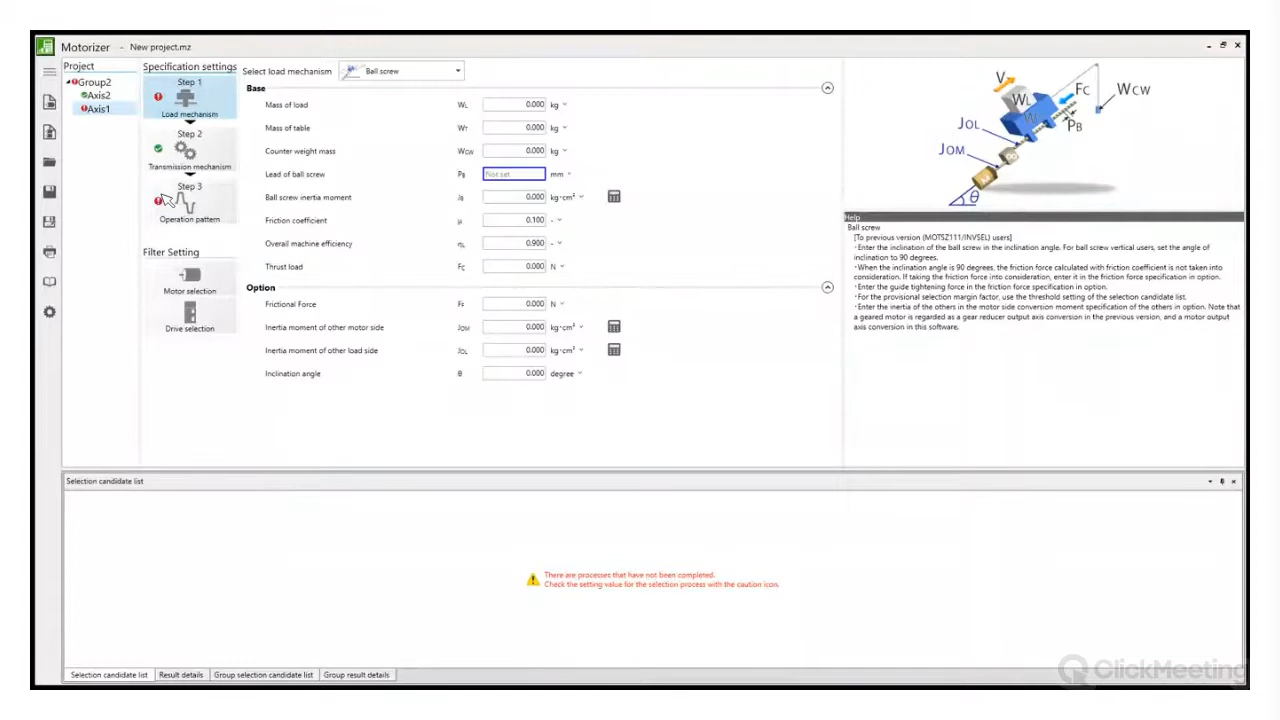 Motorizer - New project.mz
Project
Group2
Axis2
Axis1
Specification settings
Step 1
Load mechanism
Step 2
Transmission mechanism
Step 3
Operation pattern
Filter Setting
Motor selection
Drive selection
Select load mechanism Ball screw
Base
Mass of load WL 0.000 kg
Mass of table WT 0.000 kg
Counter weight mass WCW 0.000 kg
Lead of ball screw PB Not set mm
Ball screw inertia moment JB 0.000 kg·cm²
Friction coefficient μ 0.100 -
Overall machine efficiency ηL 0.900 -
Thrust load FC 0.000 N
Option
Frictional Force FF 0.000 N
Inertia moment of other motor side JOM 0.000 kg·cm²
Inertia moment of other load side JOL 0.000 kg·cm²
Inclination angle θ 0.000 degree
V
WL
FC
WCW
PB
JOL
JOM
M
θ
Help
Ball screw
[To previous version (MOTSZ111/INVSEL) users]
・Enter the inclination of the ball screw in the inclination angle. For ball screw vertical users, set the angle of
inclination to 90 degrees.
・When the inclination angle is 90 degrees, the friction force calculated with friction coefficient is not taken into
consideration. If taking the friction force into consideration, enter it in the friction force specification in option.
・Enter the guide tightening force in the friction force specification in option.
・For the provisional selection margin factor, use the threshold setting of the selection candidate list.
・Enter the inertia of the others in the motor side conversion moment specification of the others in option. Note that
a geared motor is regarded as a gear reducer output axis conversion in the previous version, and a motor output
axis conversion in this software.
Selection candidate list
There are processes that have not been completed.
Check the setting value for the selection process with the caution icon.
Selection candidate list Result details Group selection candidate list Group result details
ClickMeeting